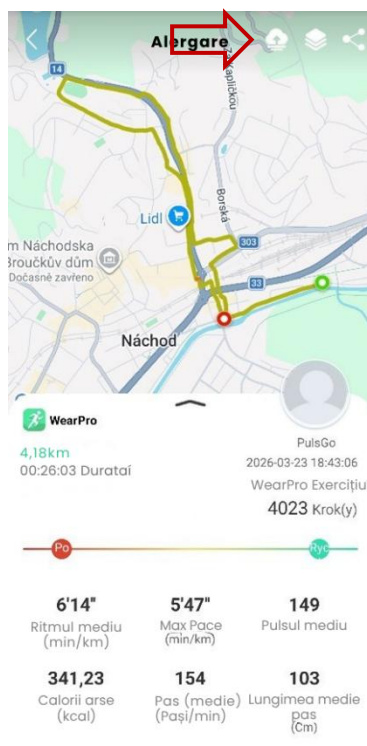 Alergare
Za Kapličkou
14
Borská
Lidl
303
m Náchodska
Broučkův dům
Dočasně zavřeno
33
Náchod
WearPro
PulsGo
4,18km
2026-03-23 18:43:06
00:26:03 Durataí
WearPro Exercițiu
4023 Krok(y)
Po
Ryc
6'14"
5'47"
149
Ritmul mediu
(min/km)
Max Pace
(min/km)
Pulsul mediu
341,23
154
103
Calorii arse
(kcal)
Pas (medie)
(Pași/min)
Lungimea medie
pas
(Cm)